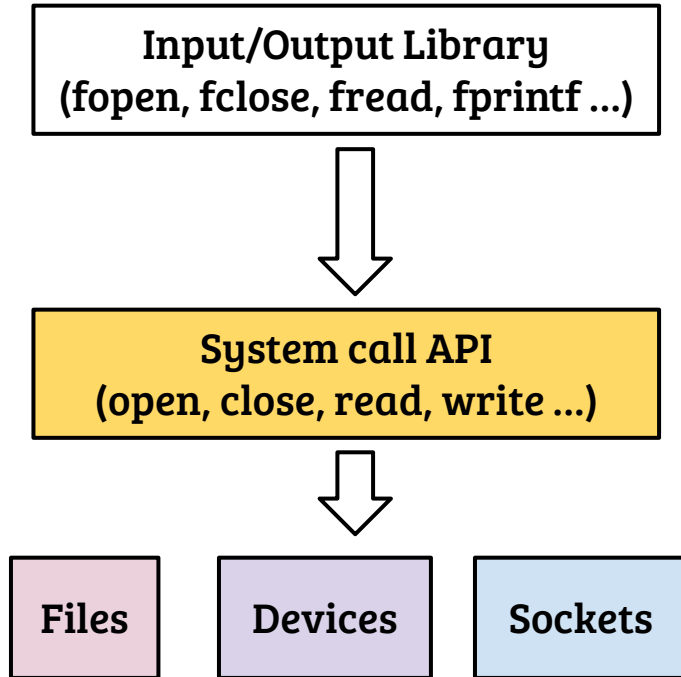 Input/Output Library
(fopen, fclose, fread, fprintf ...)
System call API
(open, close, read, write ...)
Files
Devices
Sockets